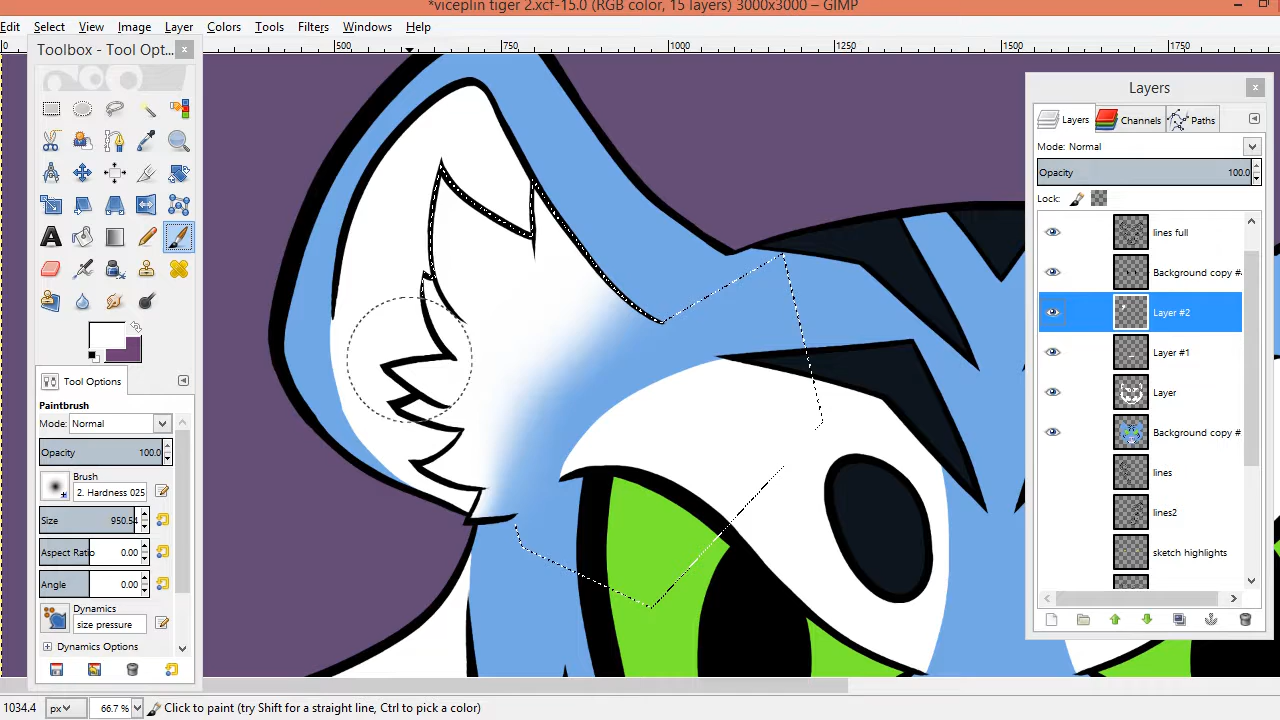 *viceplin tiger 2.xcf-15.0 (RGB color, 15 layers) 3000x3000 – GIMP
Edit Select View Image Layer Colors Tools Filters Windows Help
0 500 750 1000 1250 1500 1750
Toolbox - Tool Opt...
Tool Options
Paintbrush
Mode: Normal
Opacity 100.0
Brush
2. Hardness 025
Size 950.54
Aspect Ratio 0.00
Angle 0.00
Dynamics
size pressure
Dynamics Options
Layers
Layers Channels Paths
Mode: Normal
Opacity 100.0
Lock:
lines full
Background copy #
Layer #2
Layer #1
Layer
Background copy #
lines
lines2
sketch highlights
1034.4 px 66.7 % Click to paint (try Shift for a straight line, Ctrl to pick a color)